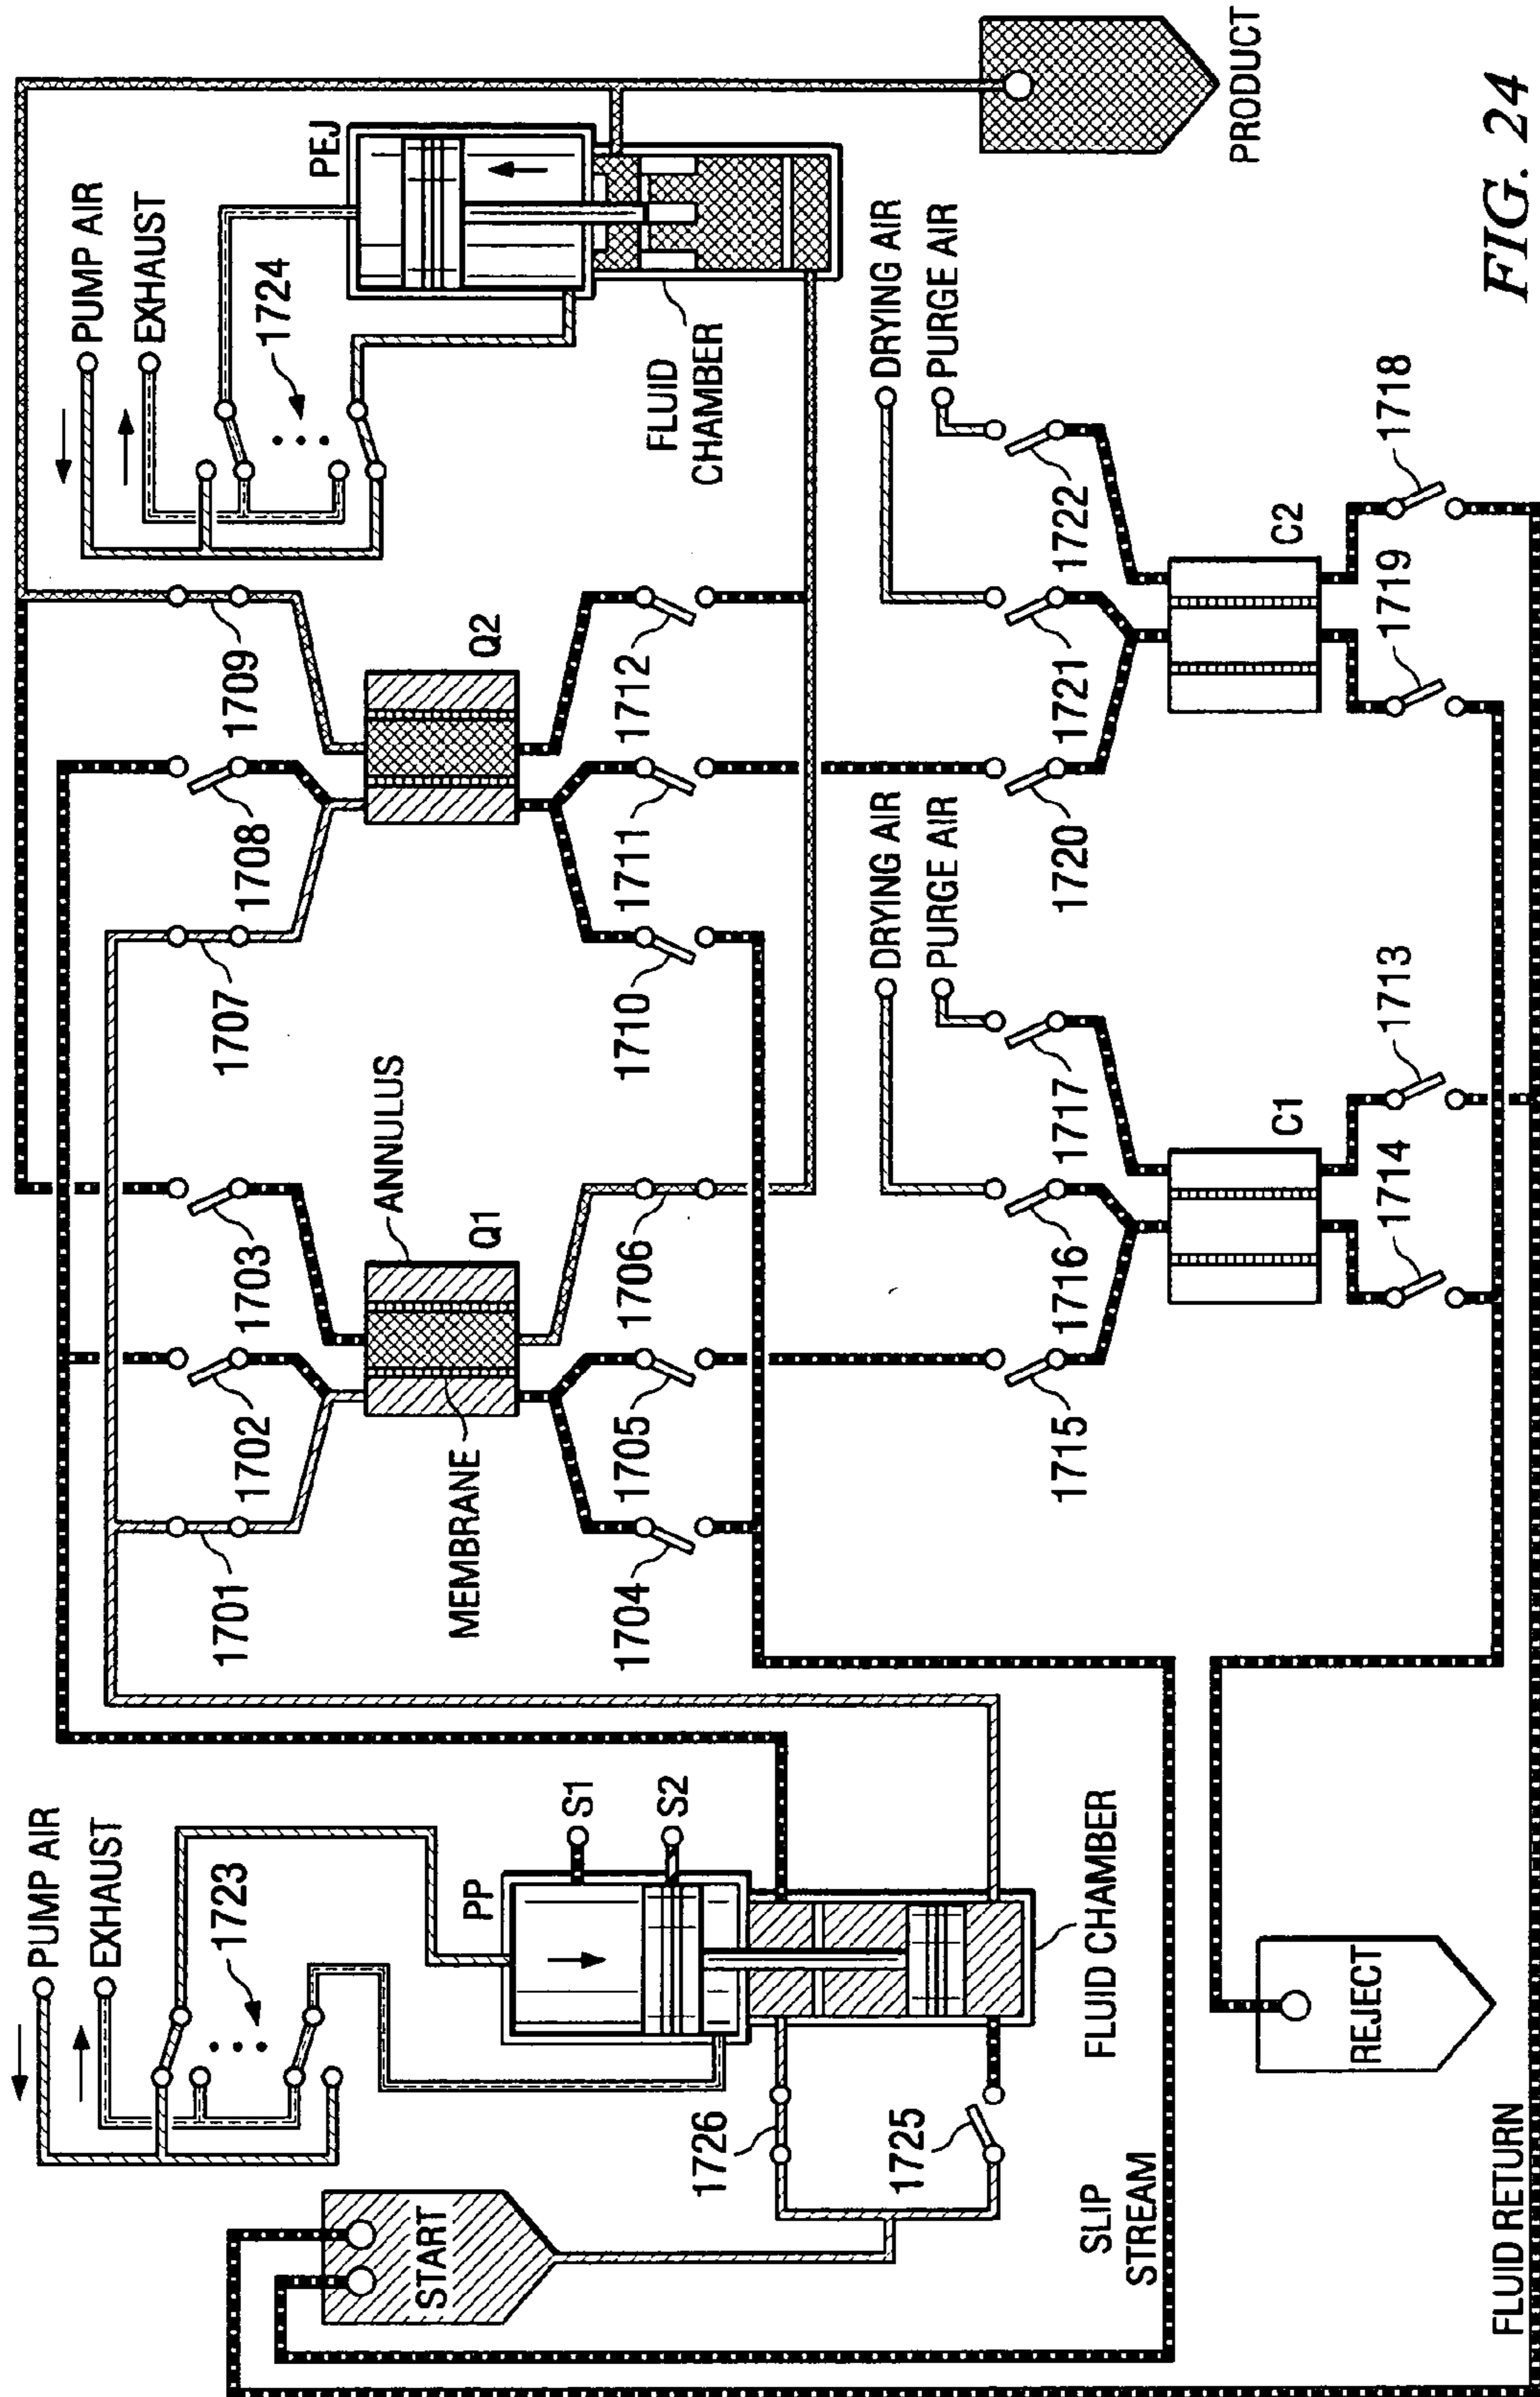 PUMP AIR
EXHAUST
1723
START
PP
S1
S2
1726
1725
FLUID CHAMBER
SLIP
STREAM
FLUID RETURN
REJECT
1701
1702
1703
ANNULUS
MEMBRANE
Q1
1704
1705
1706
1707
1708
1709
Q2
1710
1711
1712
PUMP AIR
EXHAUST
1724
PEJ
FLUID
CHAMBER
PRODUCT
DRYING AIR
PURGE AIR
1715
1716
1717
C1
1714
1713
DRYING AIR
PURGE AIR
1720
1721
1722
C2
1719
1718
FIG. 24